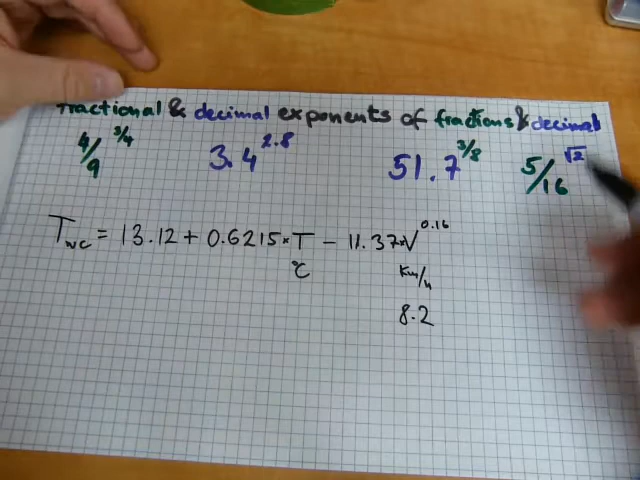 fractional & decimal exponents of fractions & decimal
4/9^3/4 3.4^2.8 51.7^3/8 5/16^√2
T_WC = 13.12 + 0.6215 × T − 11.37 × V^0.16
°C Km/h
8.2